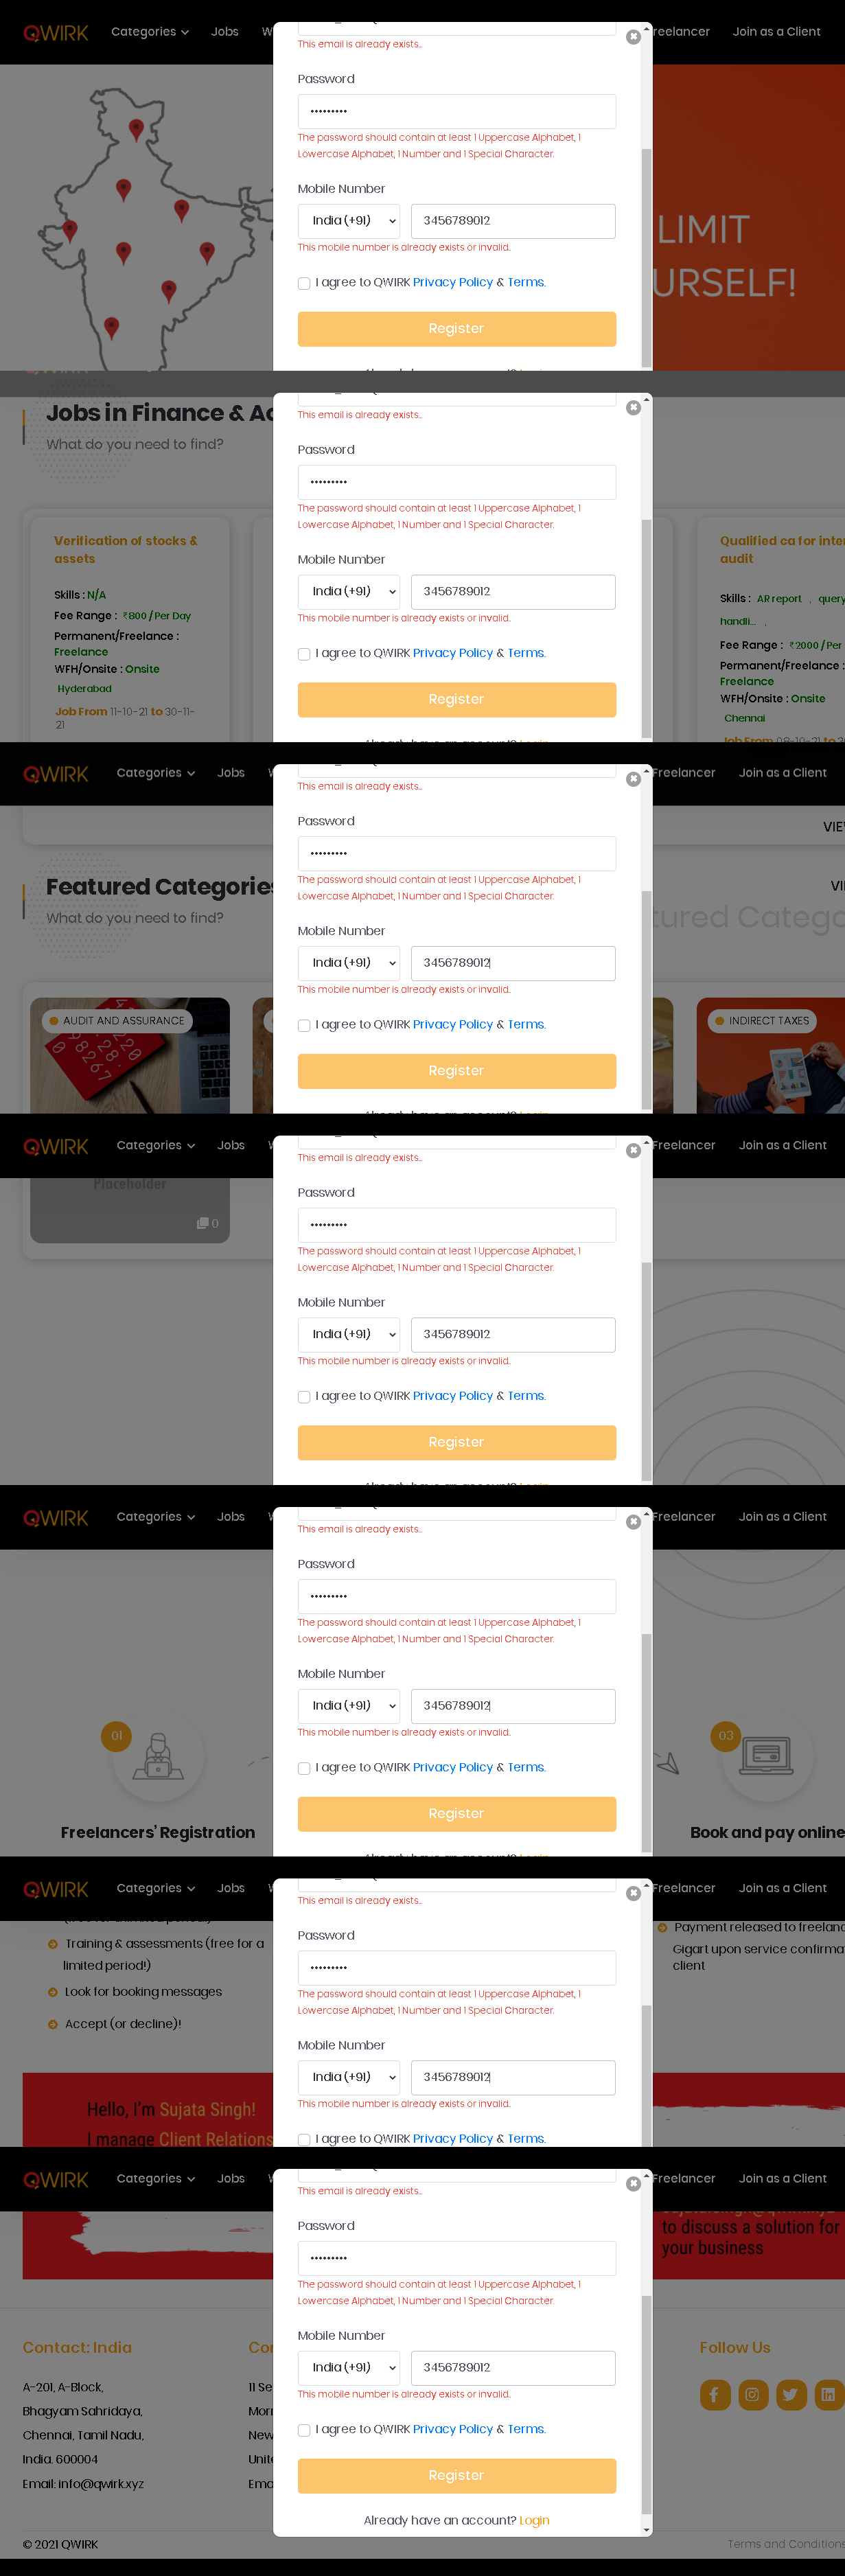 QWIRK Categories Jobs Freelancer Join as a Client
This email is already exists..
Password
•••••••••
The password should contain at least 1 Uppercase Alphabet, 1
Lowercase Alphabet, 1 Number and 1 Special Character.
Mobile Number
India (+91) 3456789012
This mobile number is already exists or invalid..
LIMIT
URSELF!
I agree to QWIRK Privacy Policy & Terms.
Register
Jobs in Finance & Ac
What do you need to find?
This email is already exists..
Password
•••••••••
The password should contain at least 1 Uppercase Alphabet, 1
Lowercase Alphabet, 1 Number and 1 Special Character.
Mobile Number
India (+91) 3456789012
This mobile number is already exists or invalid..
I agree to QWIRK Privacy Policy & Terms.
Register
Already have an account? Login
Verification of stocks &
assets
Skills : N/A
Fee Range : ₹800 / Per Day
Permanent/Freelance :
Freelance
WFH/Onsite : Onsite
Hyderabad
Job From 11-10-21 to 30-11-
21
Qualified ca for inter
audit
Skills : AR report , query
handli... ,
Fee Range : ₹2000 / Per
Permanent/Freelance :
Freelance
WFH/Onsite : Onsite
Chennai
Job From 08-10-21 to
QWIRK Categories Jobs Freelancer Join as a Client
This email is already exists..
Password
•••••••••
The password should contain at least 1 Uppercase Alphabet, 1
Lowercase Alphabet, 1 Number and 1 Special Character.
Mobile Number
India (+91) 3456789012
This mobile number is already exists or invalid..
I agree to QWIRK Privacy Policy & Terms.
Register
VIE
Featured Categories
What do you need to find?
VI
tured Catego
AUDIT AND ASSURANCE
INDIRECT TAXES
QWIRK Categories Jobs Freelancer Join as a Client
This email is already exists..
Password
•••••••••
The password should contain at least 1 Uppercase Alphabet, 1
Lowercase Alphabet, 1 Number and 1 Special Character.
Mobile Number
India (+91) 3456789012
This mobile number is already exists or invalid..
I agree to QWIRK Privacy Policy & Terms.
Register
Placeholder
0
QWIRK Categories Jobs Freelancer Join as a Client
This email is already exists..
Password
•••••••••
The password should contain at least 1 Uppercase Alphabet, 1
Lowercase Alphabet, 1 Number and 1 Special Character.
Mobile Number
India (+91) 3456789012
This mobile number is already exists or invalid..
I agree to QWIRK Privacy Policy & Terms.
Register
01
Freelancers' Registration
03
Book and pay online
QWIRK Categories Jobs Freelancer Join as a Client
This email is already exists..
Password
•••••••••
The password should contain at least 1 Uppercase Alphabet, 1
Lowercase Alphabet, 1 Number and 1 Special Character.
Mobile Number
India (+91) 3456789012
This mobile number is already exists or invalid..
I agree to QWIRK Privacy Policy & Terms.
Training & assessments (free for a
limited period!)
Look for booking messages
Accept (or decline)!
Payment released to freelanc
Gigart upon service confirma
client
Hello, I'm Sujata Singh!
I manage Client Relations
QWIRK Categories Jobs Freelancer Join as a Client
This email is already exists..
Password
•••••••••
The password should contain at least 1 Uppercase Alphabet, 1
Lowercase Alphabet, 1 Number and 1 Special Character.
Mobile Number
India (+91) 3456789012
This mobile number is already exists or invalid..
I agree to QWIRK Privacy Policy & Terms.
Register
Already have an account? Login
to discuss a solution for
your business
Contact: India
A-201, A-Block,
Bhagyam Sahridaya,
Chennai, Tamil Nadu,
India. 600004
Email: info@qwirk.xyz
Con
11 Se
Morr
New
Unite
Ema
Follow Us
© 2021 QWIRK
Terms and Conditions